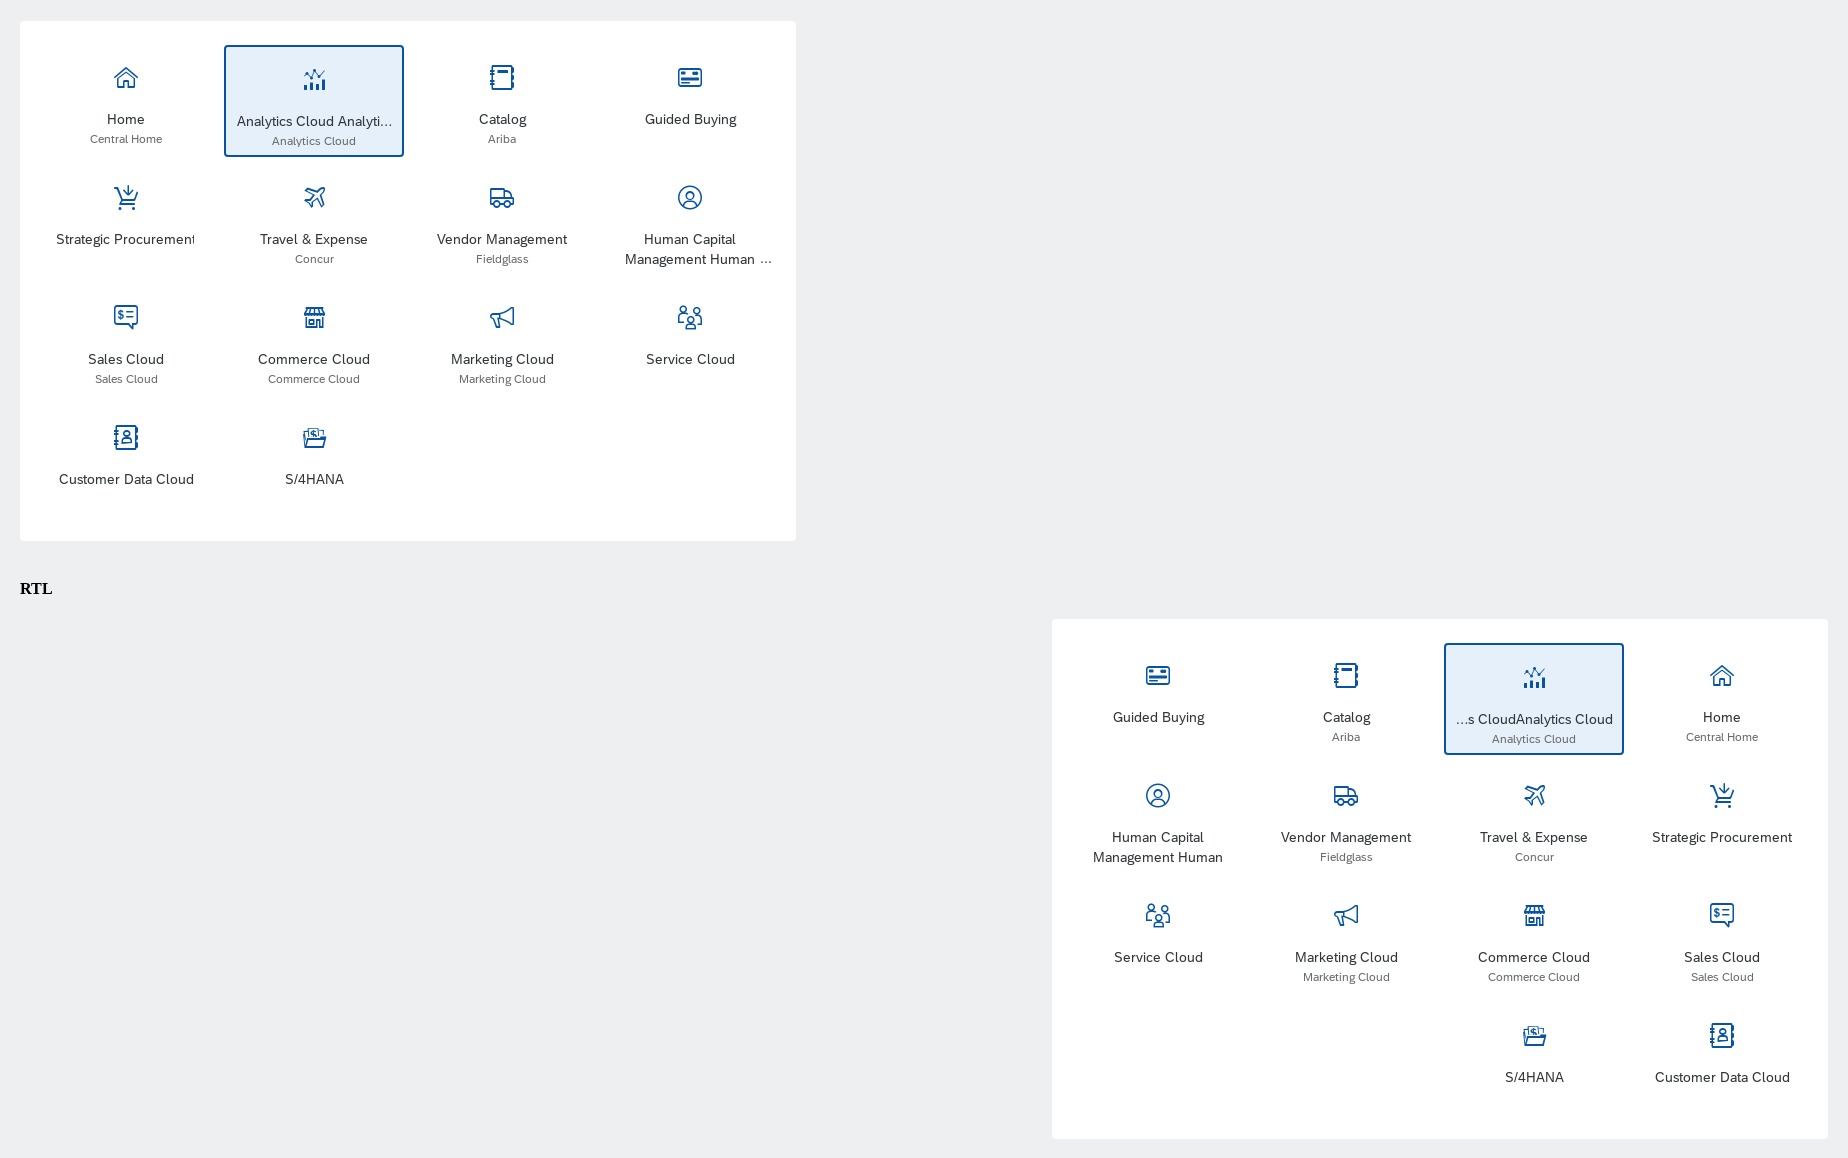 Home
Central Home
Analytics Cloud Analyti...
Analytics Cloud
Catalog
Ariba
Guided Buying
Strategic Procurement
Travel & Expense
Concur
Vendor Management
Fieldglass
Human Capital
Management Human ...
Sales Cloud
Sales Cloud
Commerce Cloud
Commerce Cloud
Marketing Cloud
Marketing Cloud
Service Cloud
Customer Data Cloud
S/4HANA
RTL
Guided Buying
Catalog
Ariba
...s CloudAnalytics Cloud
Analytics Cloud
Home
Central Home
Human Capital
Management Human
Vendor Management
Fieldglass
Travel & Expense
Concur
Strategic Procurement
Service Cloud
Marketing Cloud
Marketing Cloud
Commerce Cloud
Commerce Cloud
Sales Cloud
Sales Cloud
S/4HANA
Customer Data Cloud